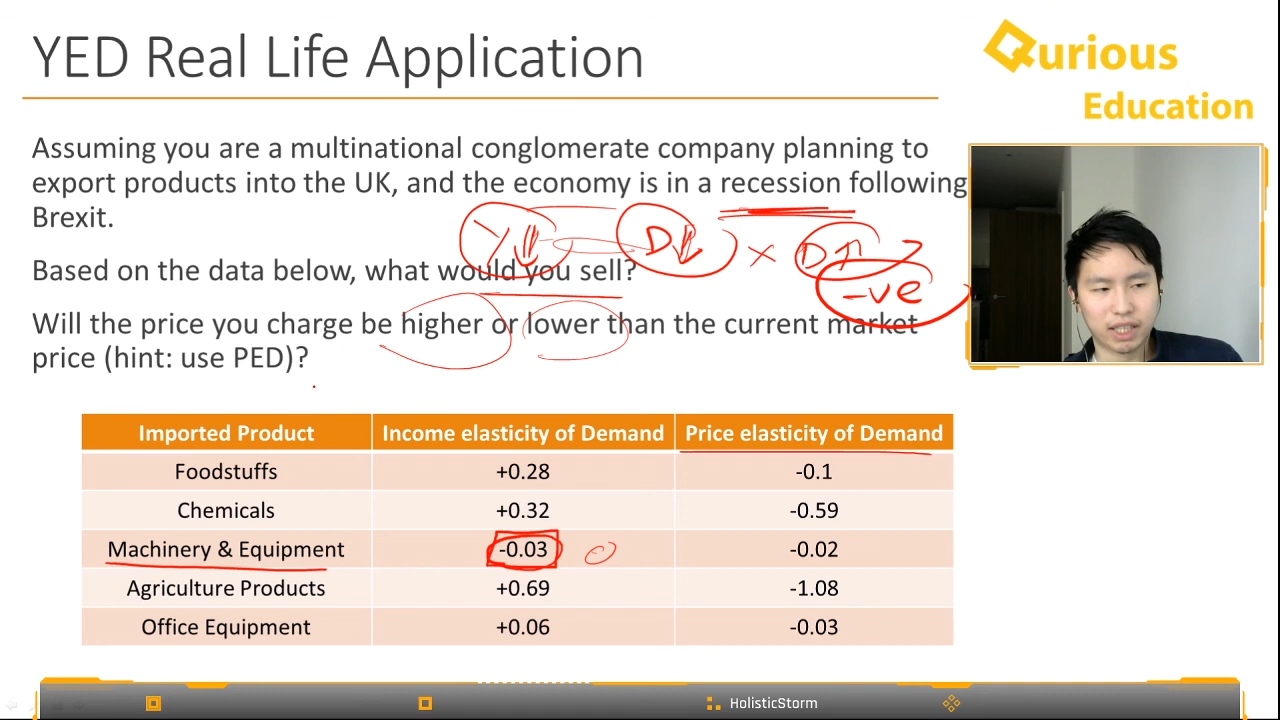 YED Real Life Application
Qurious
Education
Assuming you are a multinational conglomerate company planning to
export products into the UK, and the economy is in a recession following
Brexit.
Y↓ D↓ × D↑
Based on the data below, what would you sell?
-ve
Will the price you charge be higher or lower than the current market
price (hint: use PED)?
Imported Product Income elasticity of Demand Price elasticity of Demand
Foodstuffs +0.28 -0.1
Chemicals +0.32 -0.59
Machinery & Equipment -0.03 -0.02
Agriculture Products +0.69 -1.08
Office Equipment +0.06 -0.03
HolisticStorm